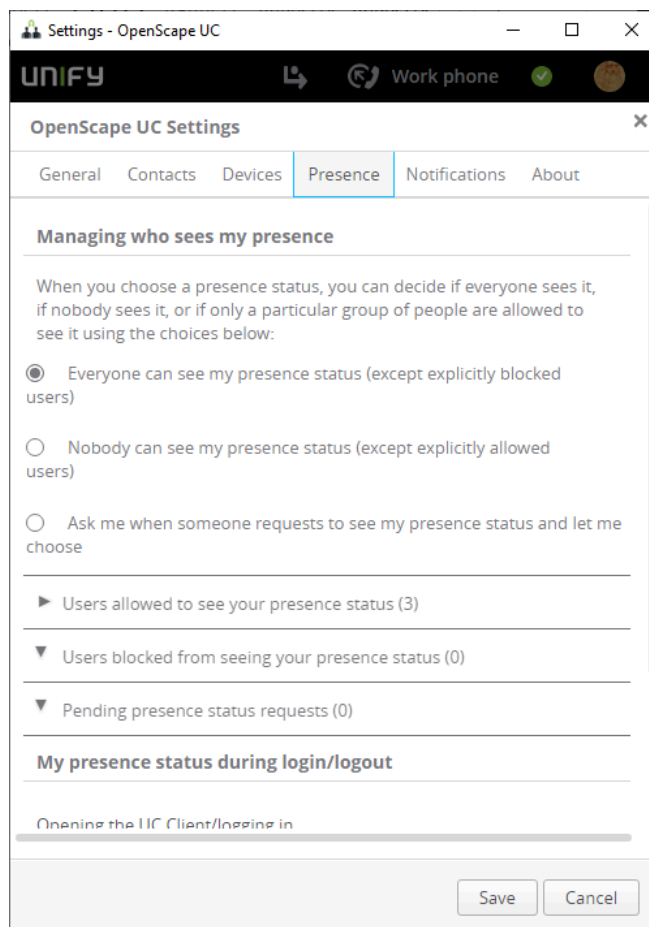 Settings - OpenScape UC
UNIFY
Work phone
OpenScape UC Settings
General Contacts Devices Presence Notifications About
Managing who sees my presence
When you choose a presence status, you can decide if everyone sees it,
if nobody sees it, or if only a particular group of people are allowed to
see it using the choices below:
Everyone can see my presence status (except explicitly blocked
users)
Nobody can see my presence status (except explicitly allowed
users)
Ask me when someone requests to see my presence status and let me
choose
Users allowed to see your presence status (3)
Users blocked from seeing your presence status (0)
Pending presence status requests (0)
My presence status during login/logout
Opening the UC Client/logging in
Save Cancel